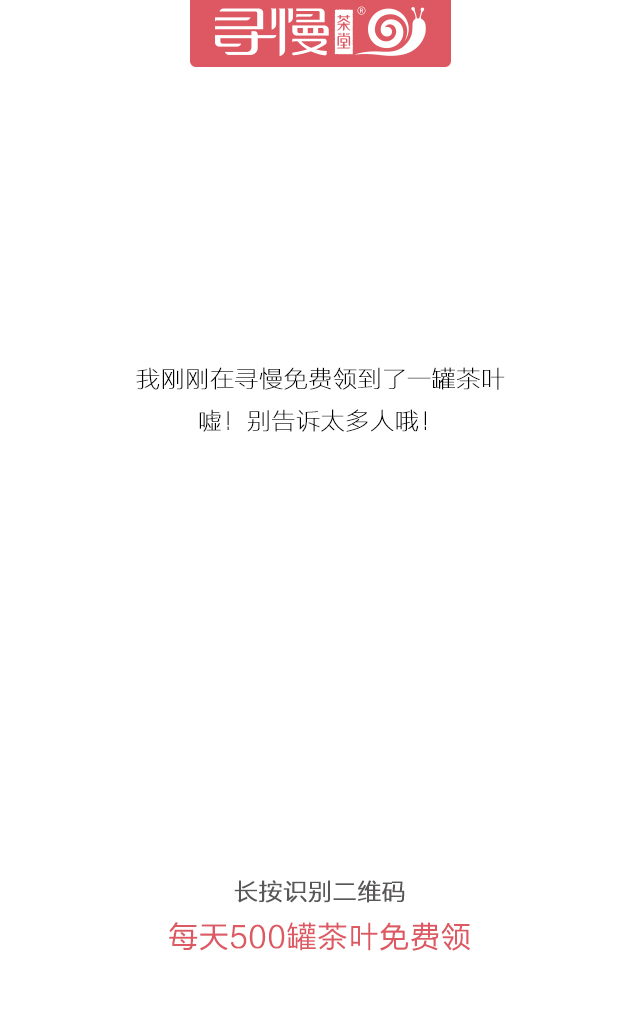 寻慢茶堂®
我刚刚在寻慢免费领到了一罐茶叶
嘘！别告诉太多人哦！
长按识别二维码
每天500罐茶叶免费领